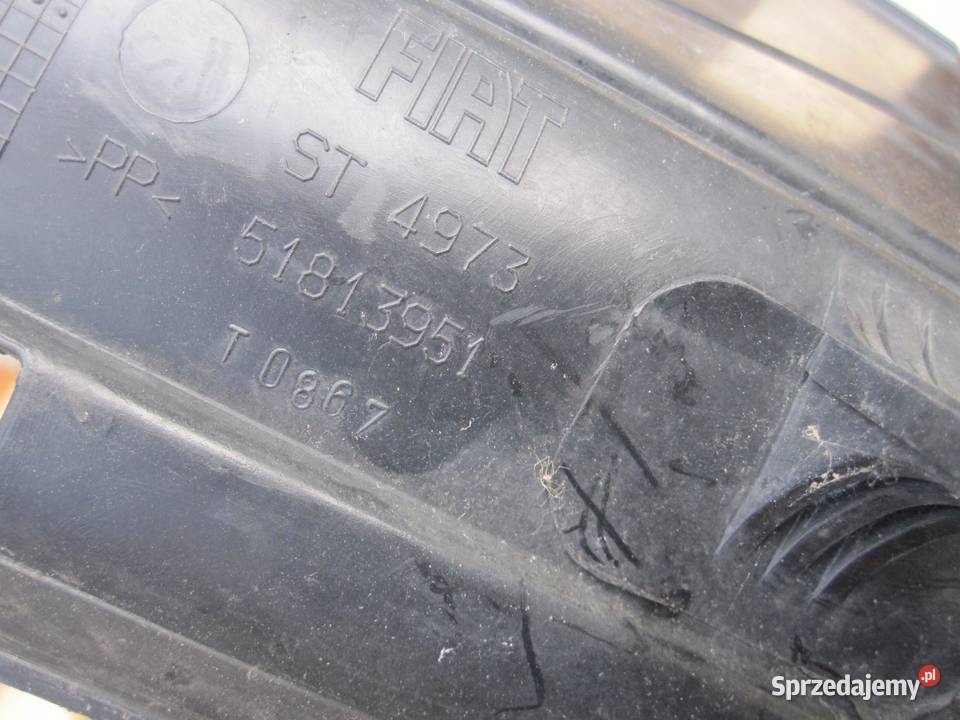 FIAT
ST 4973
>PP<
51813951
T 0867
Sprzedajemy.pl